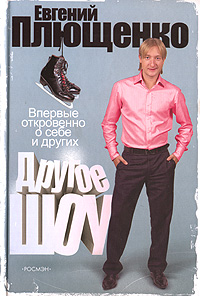 Евгений
Плющенко
Впервые
откровенно
о себе
и других
Другое
ШОУ
·РОСМЭН·